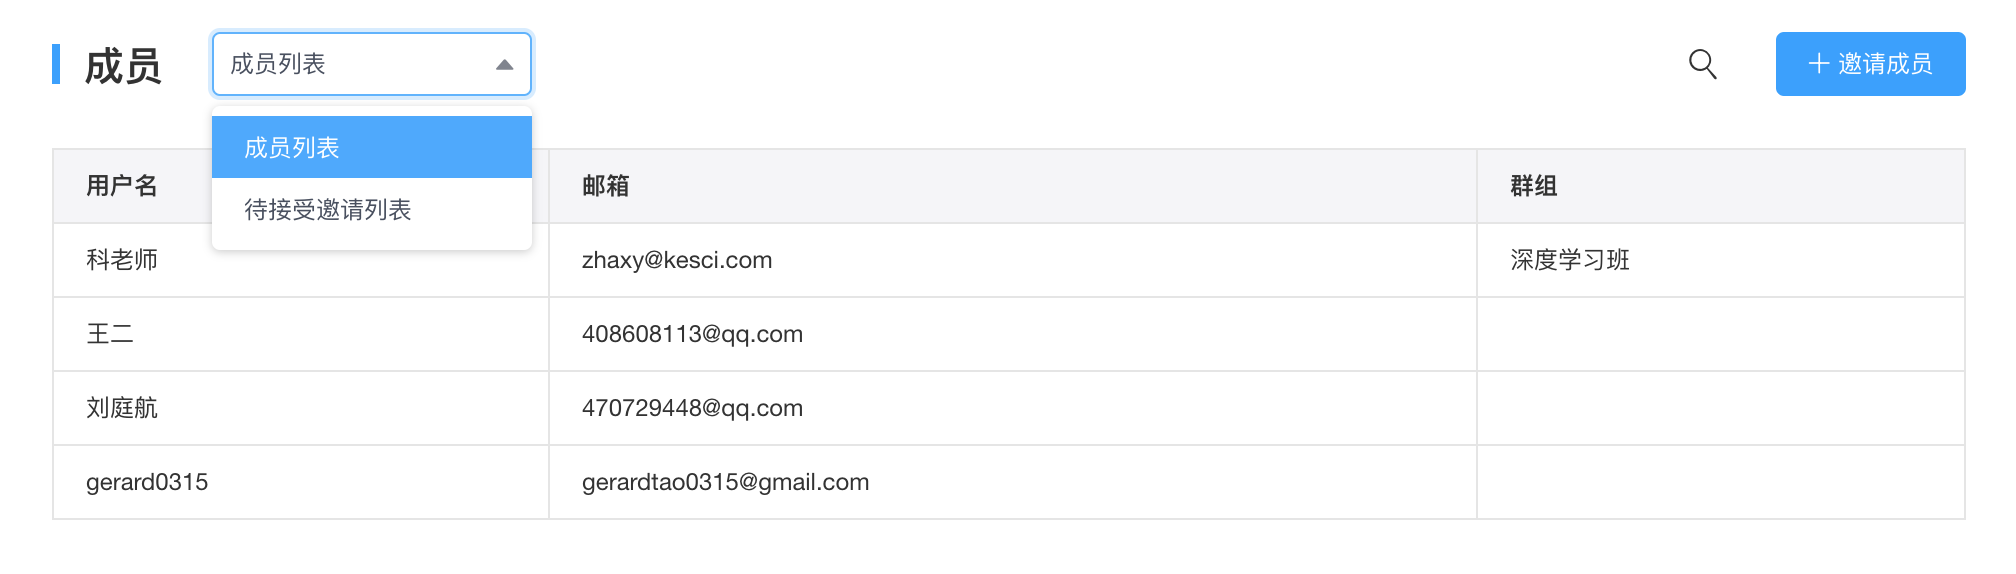 成员 成员列表 邀请成员
成员列表
待接受邀请列表
用户名 邮箱 群组
科老师 zhaxy@kesci.com 深度学习班
王二 408608113@qq.com
刘庭航 470729448@qq.com
gerard0315 gerardtao0315@gmail.com